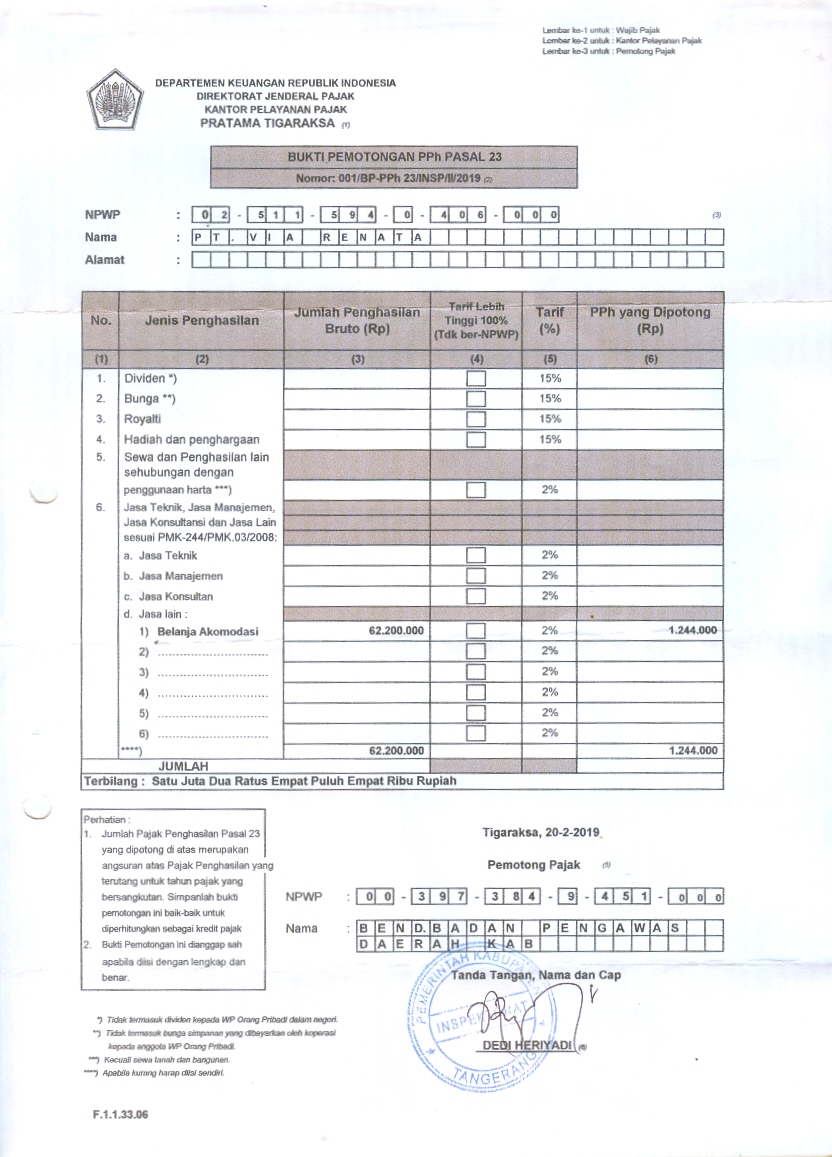 Lembar ke-1 untuk : Wajib Pajak
Lembar ke-2 untuk : Kantor Pelayanan Pajak
Lembar ke-3 untuk : Pemotong Pajak
DEPARTEMEN KEUANGAN REPUBLIK INDONESIA
DIREKTORAT JENDERAL PAJAK
KANTOR PELAYANAN PAJAK
PRATAMA TIGARAKSA (1)
BUKTI PEMOTONGAN PPh PASAL 23
Nomor: 001/BP-PPh 23/INSP/II/2019 (2)
NPWP : 02-511-594-0-406-000 (3)
Nama : PT. VIA RENATA
Alamat :
No. Jenis Penghasilan Jumlah Penghasilan Bruto (Rp) Tarif Lebih Tinggi 100% (Tdk ber-NPWP) Tarif (%) PPh yang Dipotong (Rp)
(1) (2) (3) (4) (5) (6)
1. Dividen *) 15%
2. Bunga **) 15%
3. Royalti 15%
4. Hadiah dan penghargaan 15%
5. Sewa dan Penghasilan lain
sehubungan dengan
penggunaan harta ***) 2%
6. Jasa Teknik, Jasa Manajemen,
Jasa Konsultansi dan Jasa Lain
sesuai PMK-244/PMK.03/2008:
a. Jasa Teknik 2%
b. Jasa Manajemen 2%
c. Jasa Konsultan 2%
d. Jasa lain :
1) Belanja Akomodasi 62.200.000 2% 1.244.000
2) ............................ 2%
3) ............................ 2%
4) ............................ 2%
5) ............................ 2%
6) ............................ 2%
****) 62.200.000 1.244.000
JUMLAH
Terbilang : Satu Juta Dua Ratus Empat Puluh Empat Ribu Rupiah
Perhatian :
1. Jumlah Pajak Penghasilan Pasal 23
yang dipotong di atas merupakan
angsuran atas Pajak Penghasilan yang
terutang untuk tahun pajak yang
bersangkutan. Simpanlah bukti
pemotongan ini baik-baik untuk
diperhitungkan sebagai kredit pajak
2. Bukti Pemotongan ini dianggap sah
apabila diisi dengan lengkap dan
benar.
Tigaraksa, 20-2-2019
Pemotong Pajak (5)
NPWP : 00-397-384-9-451-000
Nama : BEND.BADAN PENGAWAS
DAERAH KAB
Tanda Tangan, Nama dan Cap
PEMERINTAH KABUPATEN
INSPEKTORAT
TANGERANG
DEDI HERIYADI (6)
*) Tidak termasuk dividen kepada WP Orang Pribadi dalam negeri.
**) Tidak termasuk bunga simpanan yang dibayarkan oleh koperasi
kepada anggota WP Orang Pribadi.
***) Kecuali sewa tanah dan bangunan.
****) Apabila kurang harap diisi sendiri.
F.1.1.33.06